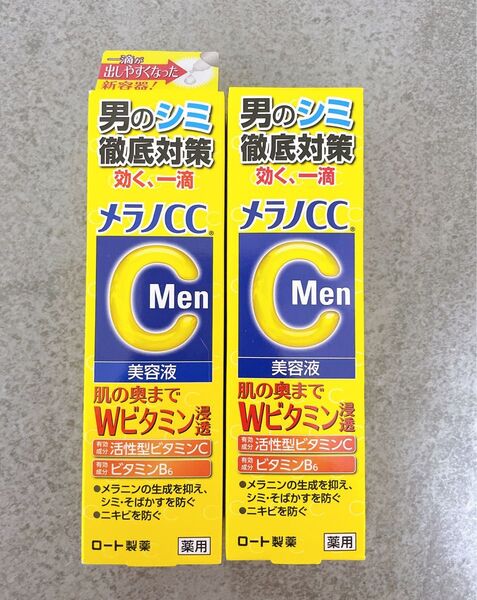 一滴が
出しやすくなった
新容器!
男のシミ
徹底対策
効く、一滴
メラノCC®
C Men
美容液
肌の奥まで
Wビタミン浸透
有効成分 活性型ビタミンC
有効成分 ビタミンB6
●メラニンの生成を抑え、
シミ・そばかすを防ぐ
●ニキビを防ぐ
ロート製薬 薬用
男のシミ
徹底対策
効く、一滴
メラノCC®
C Men
美容液
肌の奥まで
Wビタミン浸透
有効成分 活性型ビタミンC
有効成分 ビタミンB6
●メラニンの生成を抑え、
シミ・そばかすを防ぐ
●ニキビを防ぐ
ロート製薬 薬用